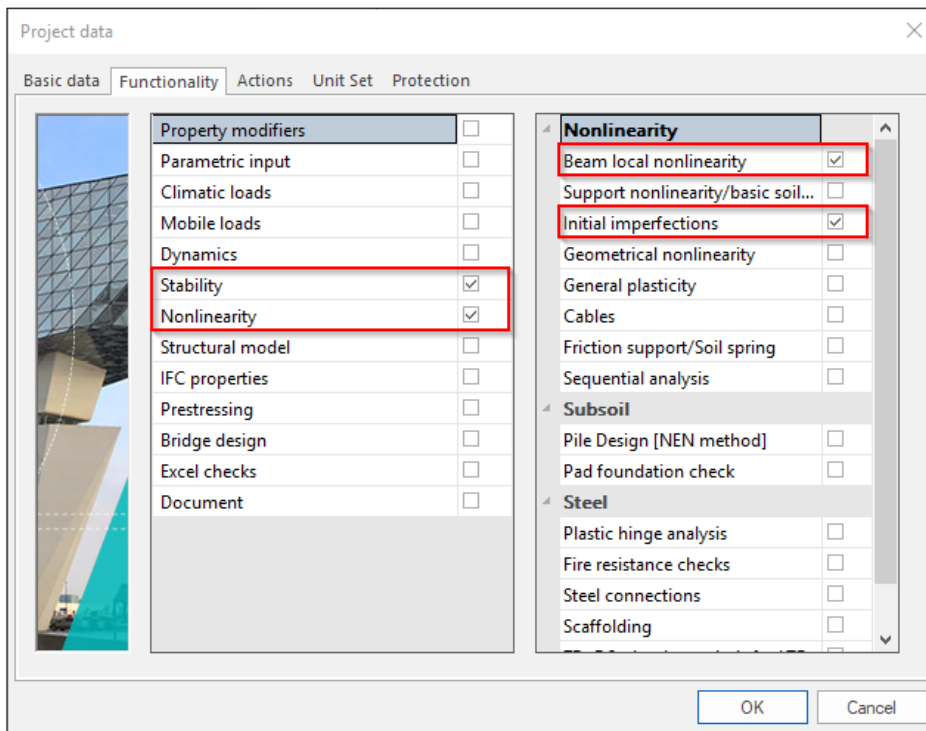 Project data
Basic data Functionality Actions Unit Set Protection
Property modifiers
Parametric input
Climatic loads
Mobile loads
Dynamics
Stability
Nonlinearity
Structural model
IFC properties
Prestressing
Bridge design
Excel checks
Document
Nonlinearity
Beam local nonlinearity
Support nonlinearity/basic soil...
Initial imperfections
Geometrical nonlinearity
General plasticity
Cables
Friction support/Soil spring
Sequential analysis
Subsoil
Pile Design [NEN method]
Pad foundation check
Steel
Plastic hinge analysis
Fire resistance checks
Steel connections
Scaffolding
OK Cancel